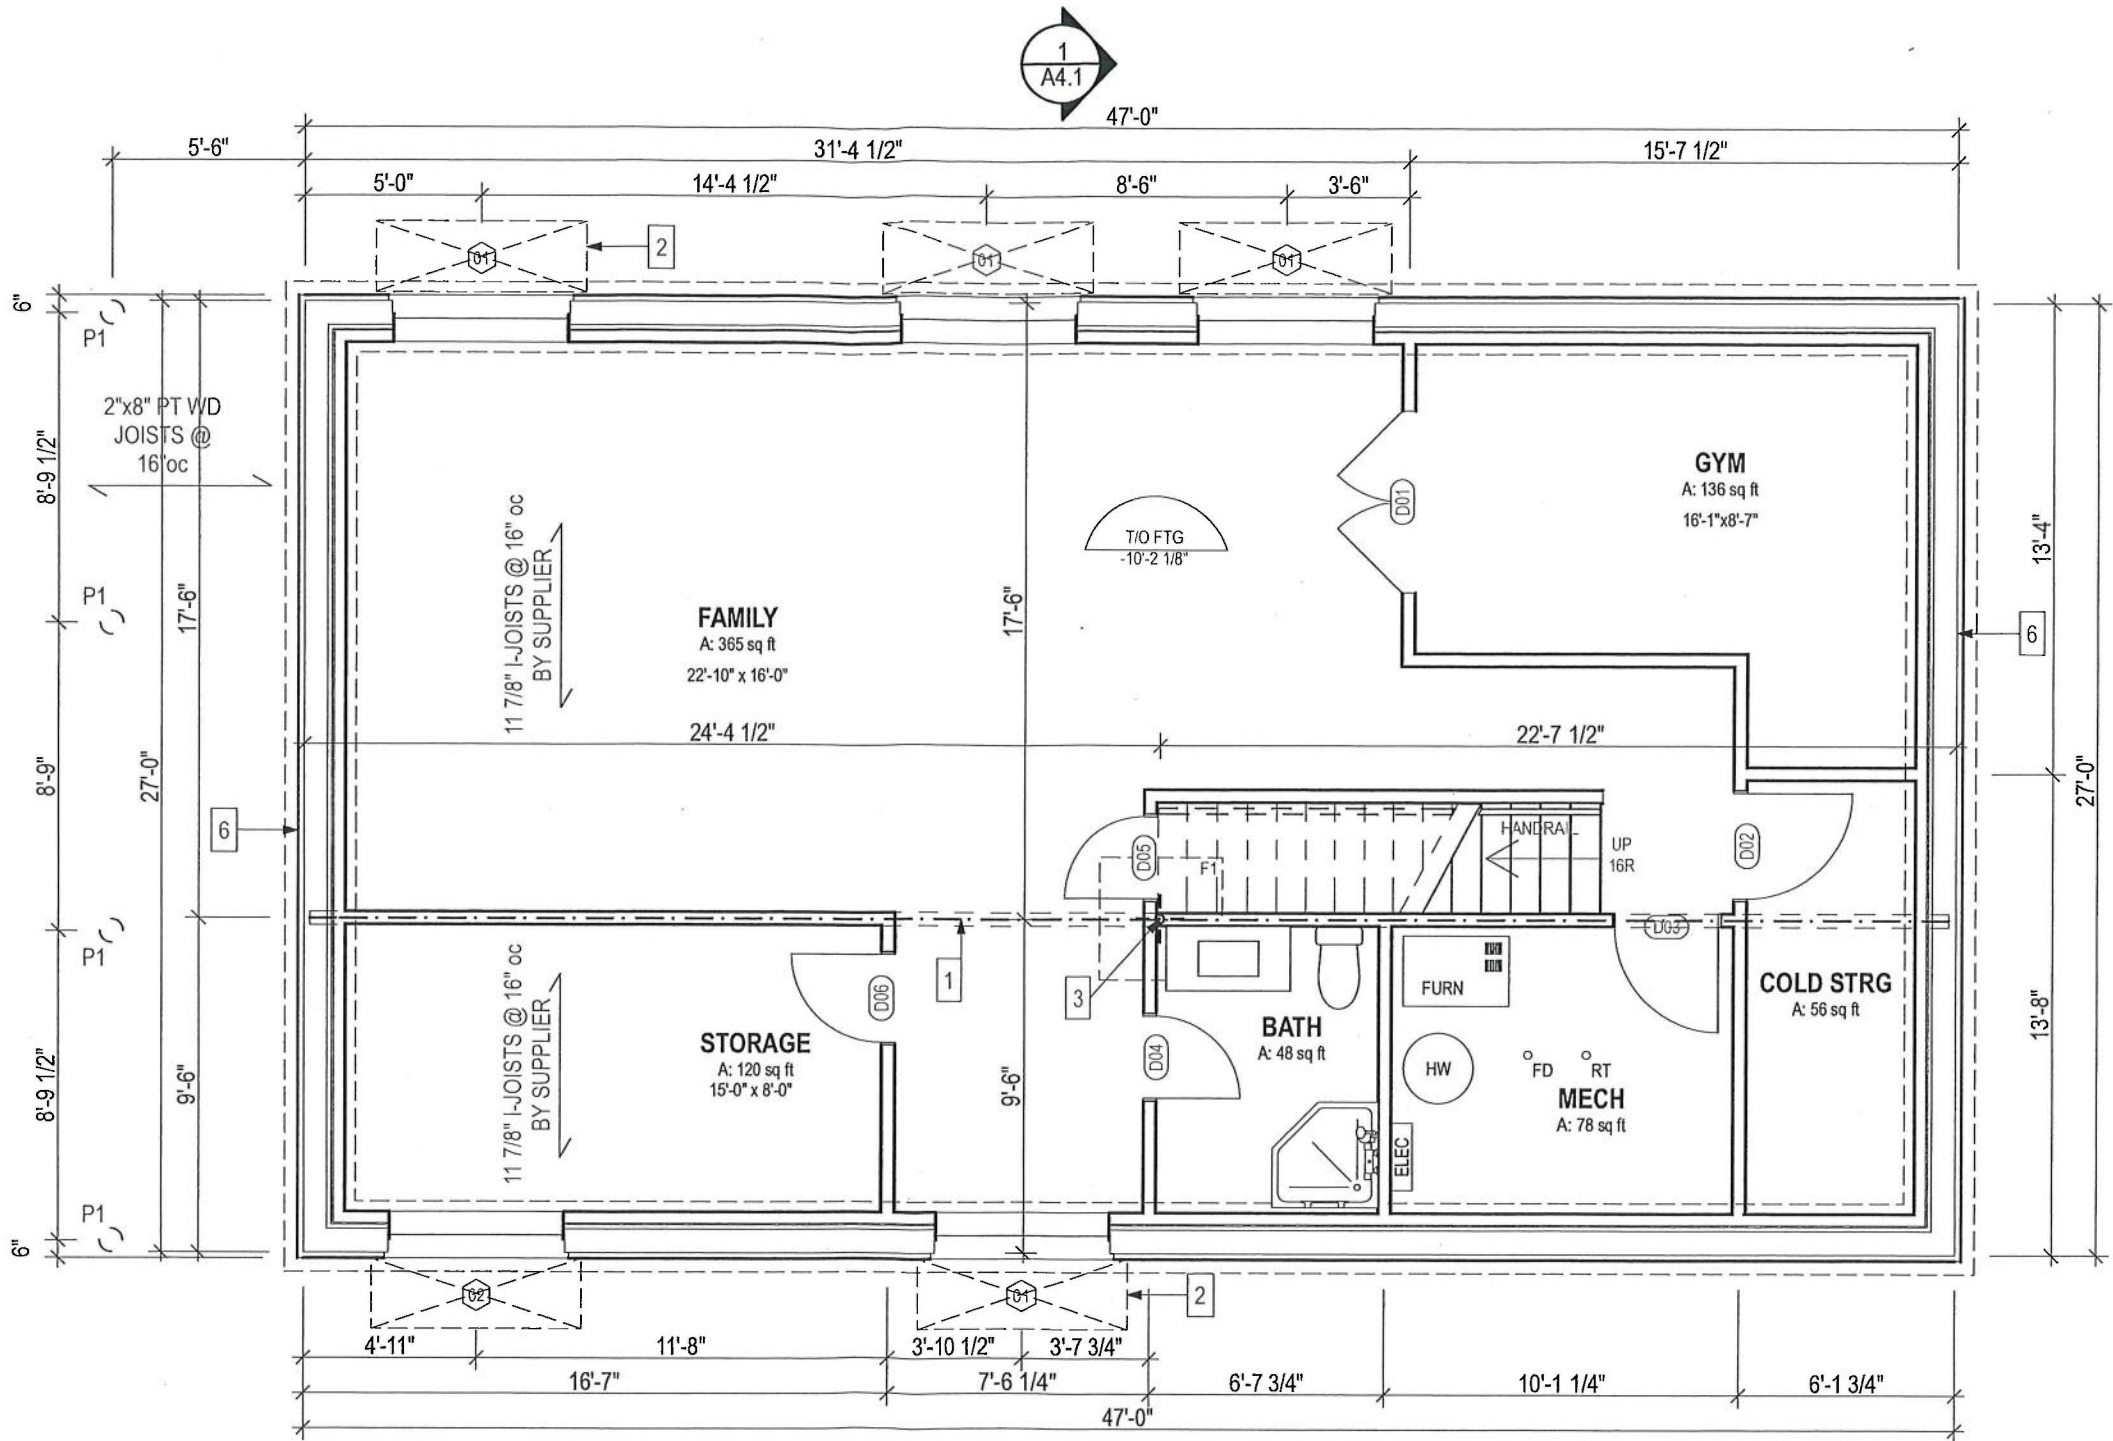 1
A4.1
47'-0"
5'-6"
31'-4 1/2"
15'-7 1/2"
5'-0"
14'-4 1/2"
8'-6"
3'-6"
01
2
01
01
6"
P1
2"x8" PT WD
JOISTS @
16"oc
8'-9 1/2"
GYM
A: 136 sq ft
16'-1"x8'-7"
D01
T/O FTG
-10'-2 1/8"
13'-4"
11 7/8" I-JOISTS @ 16" oc
BY SUPPLIER
P1
17'-6"
17'-6"
FAMILY
A: 365 sq ft
22'-10" x 16'-0"
6
24'-4 1/2"
22'-7 1/2"
8'-9"
27'-0"
27'-0"
6
D05
F1
HANDRAIL
UP
16R
D02
D03
P1
1
3
D06
FURN
COLD STRG
A: 56 sq ft
11 7/8" I-JOISTS @ 16" oc
BY SUPPLIER
STORAGE
A: 120 sq ft
15'-0" x 8'-0"
BATH
A: 48 sq ft
D04
HW
FD
RT
MECH
A: 78 sq ft
13'-8"
8'-9 1/2"
9'-6"
9'-6"
ELEC
P1
6"
02
01
2
4'-11"
11'-8"
3'-10 1/2"
3'-7 3/4"
16'-7"
7'-6 1/4"
6'-7 3/4"
10'-1 1/4"
6'-1 3/4"
47'-0"